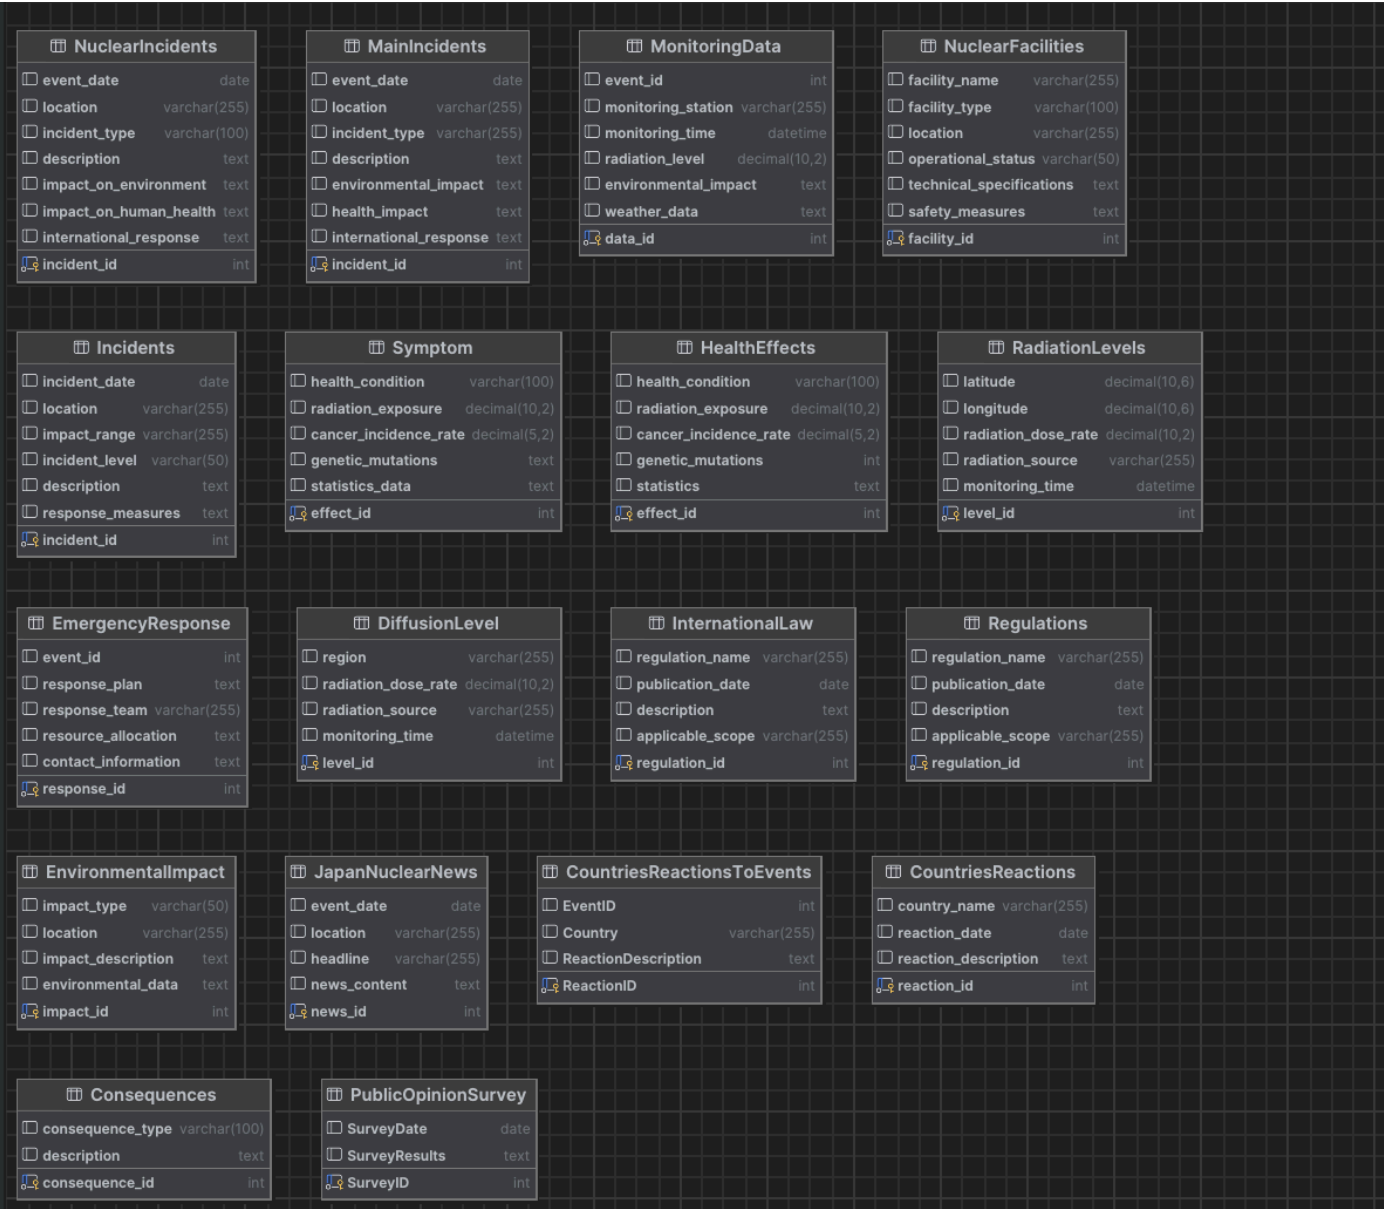 NuclearIncidents
event_date date
location varchar(255)
incident_type varchar(100)
description text
impact_on_environment text
impact_on_human_health text
international_response text
incident_id int
MainIncidents
event_date date
location varchar(255)
incident_type varchar(255)
description text
environmental_impact text
health_impact text
international_response text
incident_id int
MonitoringData
event_id int
monitoring_station varchar(255)
monitoring_time datetime
radiation_level decimal(10,2)
environmental_impact text
weather_data text
data_id int
NuclearFacilities
facility_name varchar(255)
facility_type varchar(100)
location varchar(255)
operational_status varchar(50)
technical_specifications text
safety_measures text
facility_id int
Incidents
incident_date date
location varchar(255)
impact_range varchar(255)
incident_level varchar(50)
description text
response_measures text
incident_id int
Symptom
health_condition varchar(100)
radiation_exposure decimal(10,2)
cancer_incidence_rate decimal(5,2)
genetic_mutations text
statistics_data text
effect_id int
HealthEffects
health_condition varchar(100)
radiation_exposure decimal(10,2)
cancer_incidence_rate decimal(5,2)
genetic_mutations int
statistics text
effect_id int
RadiationLevels
latitude decimal(10,6)
longitude decimal(10,6)
radiation_dose_rate decimal(10,2)
radiation_source varchar(255)
monitoring_time datetime
level_id int
EmergencyResponse
event_id int
response_plan text
response_team varchar(255)
resource_allocation text
contact_information text
response_id int
DiffusionLevel
region varchar(255)
radiation_dose_rate decimal(10,2)
radiation_source varchar(255)
monitoring_time datetime
level_id int
InternationalLaw
regulation_name varchar(255)
publication_date date
description text
applicable_scope varchar(255)
regulation_id int
Regulations
regulation_name varchar(255)
publication_date date
description text
applicable_scope varchar(255)
regulation_id int
EnvironmentalImpact
impact_type varchar(50)
location varchar(255)
impact_description text
environmental_data text
impact_id int
JapanNuclearNews
event_date date
location varchar(255)
headline varchar(255)
news_content text
news_id int
CountriesReactionsToEvents
EventID int
Country varchar(255)
ReactionDescription text
ReactionID int
CountriesReactions
country_name varchar(255)
reaction_date date
reaction_description text
reaction_id int
Consequences
consequence_type varchar(100)
description text
consequence_id int
PublicOpinionSurvey
SurveyDate date
SurveyResults text
SurveyID int